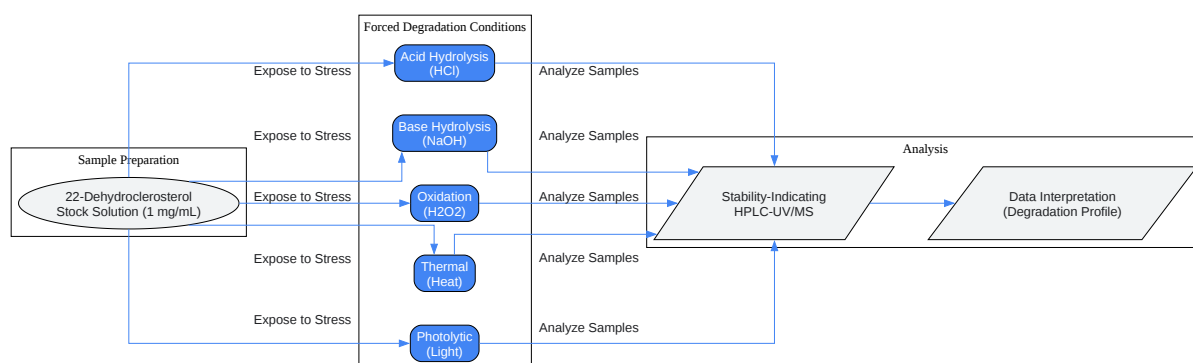 Forced Degradation Conditions
Acid Hydrolysis
(HCl)
Expose to Stress
Analyze Samples
Base Hydrolysis
(NaOH)
Expose to Stress
Analyze Samples
Sample Preparation
Analysis
22-Dehydroclerosterol
Stock Solution (1 mg/mL)
Expose to Stress
Oxidation
(H2O2)
Analyze Samples
Stability-Indicating
HPLC-UV/MS
Data Interpretation
(Degradation Profile)
Expose to Stress
Thermal
(Heat)
Analyze Samples
Expose to Stress
Photolytic
(Light)
Analyze Samples